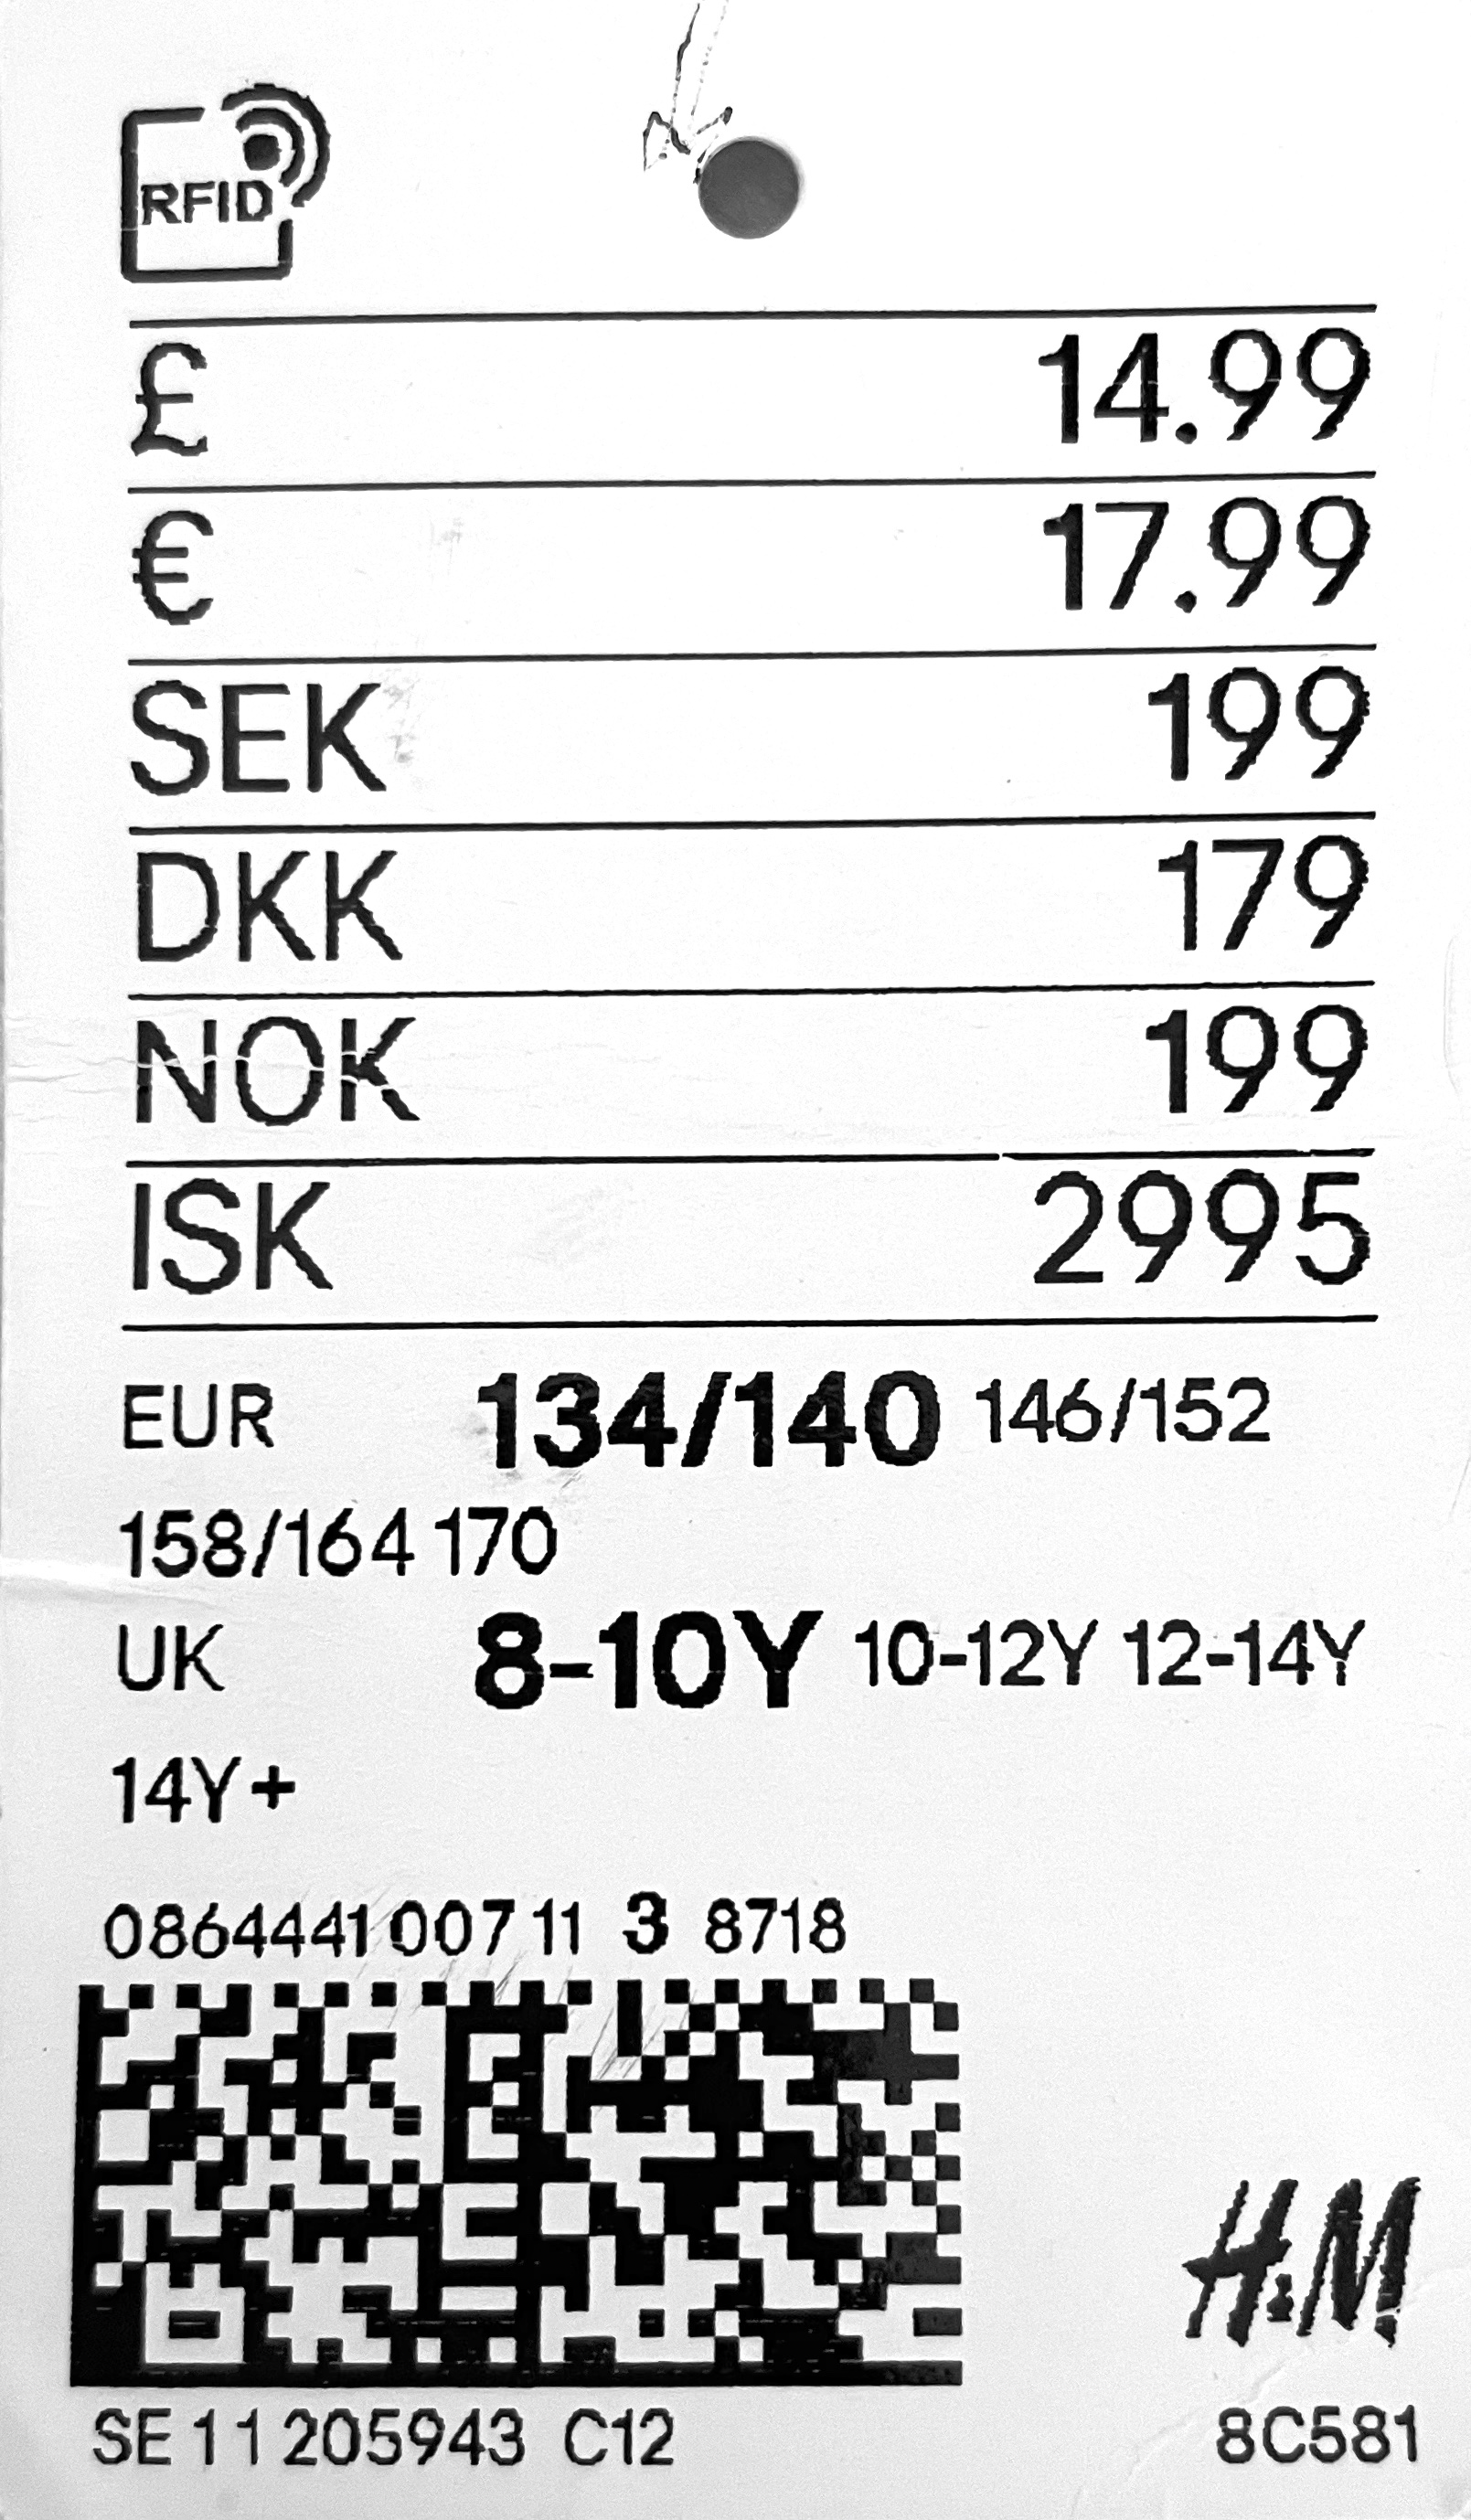 RFID
£ 14.99
€ 17.99
SEK 199
DKK 179
NOK 199
ISK 2995
EUR 134/140 146/152
158/164 170
UK 8-10Y 10-12Y 12-14Y
14Y+
0864441 007 11 3 8718
H&M
SE 1 1 205943 C12
8C581